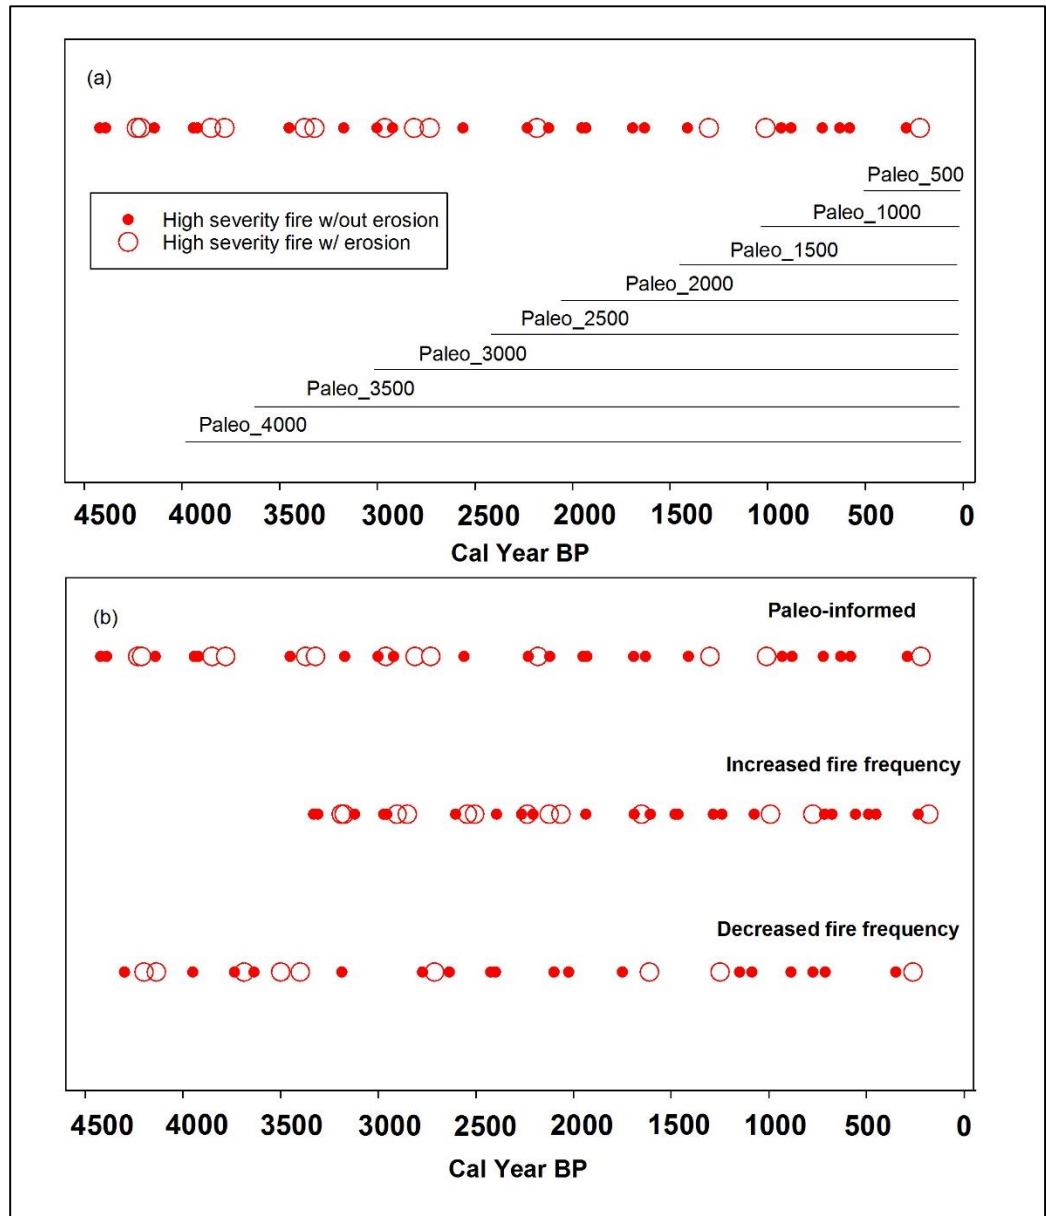 (a)
Paleo_500
High severity fire w/out erosion
High severity fire w/ erosion
Paleo_1000
Paleo_1500
Paleo_2000
Paleo_2500
Paleo_3000
Paleo_3500
Paleo_4000
4500 4000 3500 3000 2500 2000 1500 1000 500 0
Cal Year BP
(b)
Paleo-informed
Increased fire frequency
Decreased fire frequency
4500 4000 3500 3000 2500 2000 1500 1000 500 0
Cal Year BP